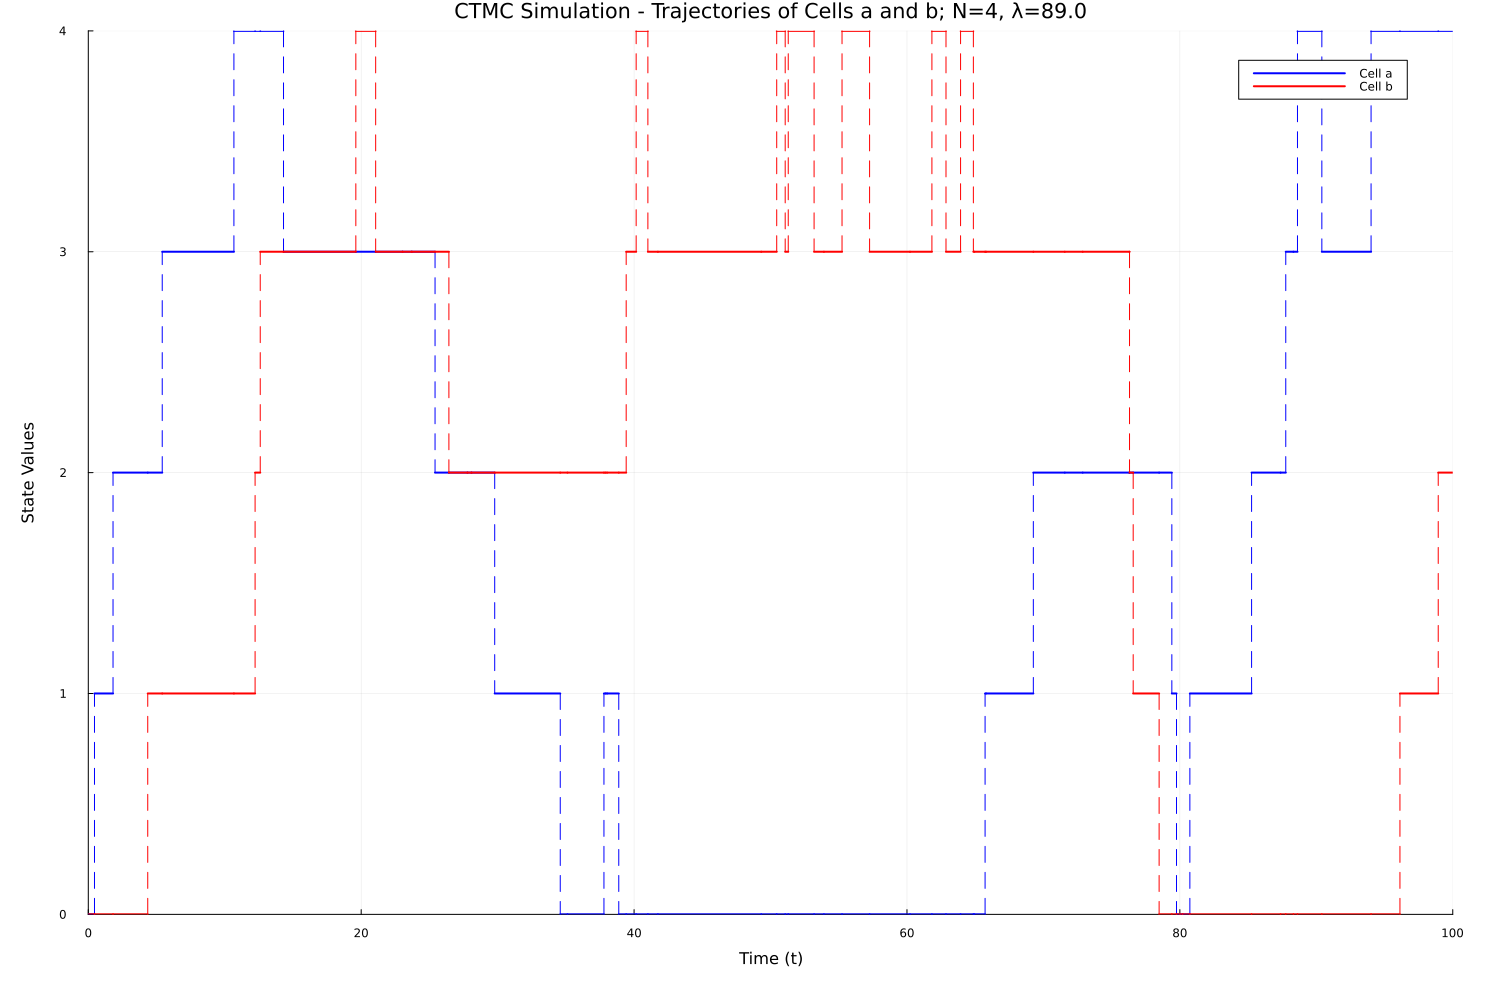 CTMC Simulation - Trajectories of Cells a and b; N=4, λ=89.0
4
Cell a
Cell b
3
State Values
2
1
0
0 20 40 60 80 100
Time (t)